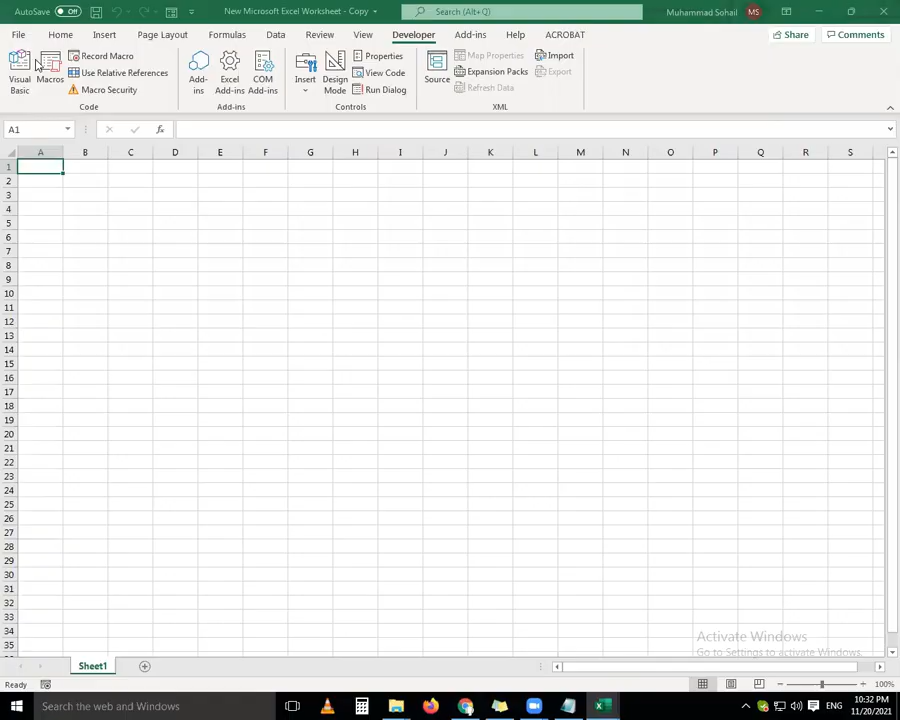 AutoSave Off New Microsoft Excel Worksheet - Copy Search (Alt+Q) Muhammad Sohail MS
File Home Insert Page Layout Formulas Data Review View Developer Add-ins Help ACROBAT Share Comments
Visual Basic
Macros
Record Macro
Use Relative References
Macro Security
Code
Add-ins
Excel Add-ins
COM Add-ins
Add-ins
Insert
Design Mode
Properties
View Code
Run Dialog
Controls
Source
Map Properties
Expansion Packs
Refresh Data
Import
Export
XML
A1 fx
A B C D E F G H I J K L M N O P Q R S
1
2
3
4
5
6
7
8
9
10
11
12
13
14
15
16
17
18
19
20
21
22
23
24
25
26
27
28
29
30
31
32
33
34
35
Activate Windows
Go to Settings to activate Windows.
Sheet1
Ready 100%
Search the web and Windows ENG 10:32 PM
11/20/2021